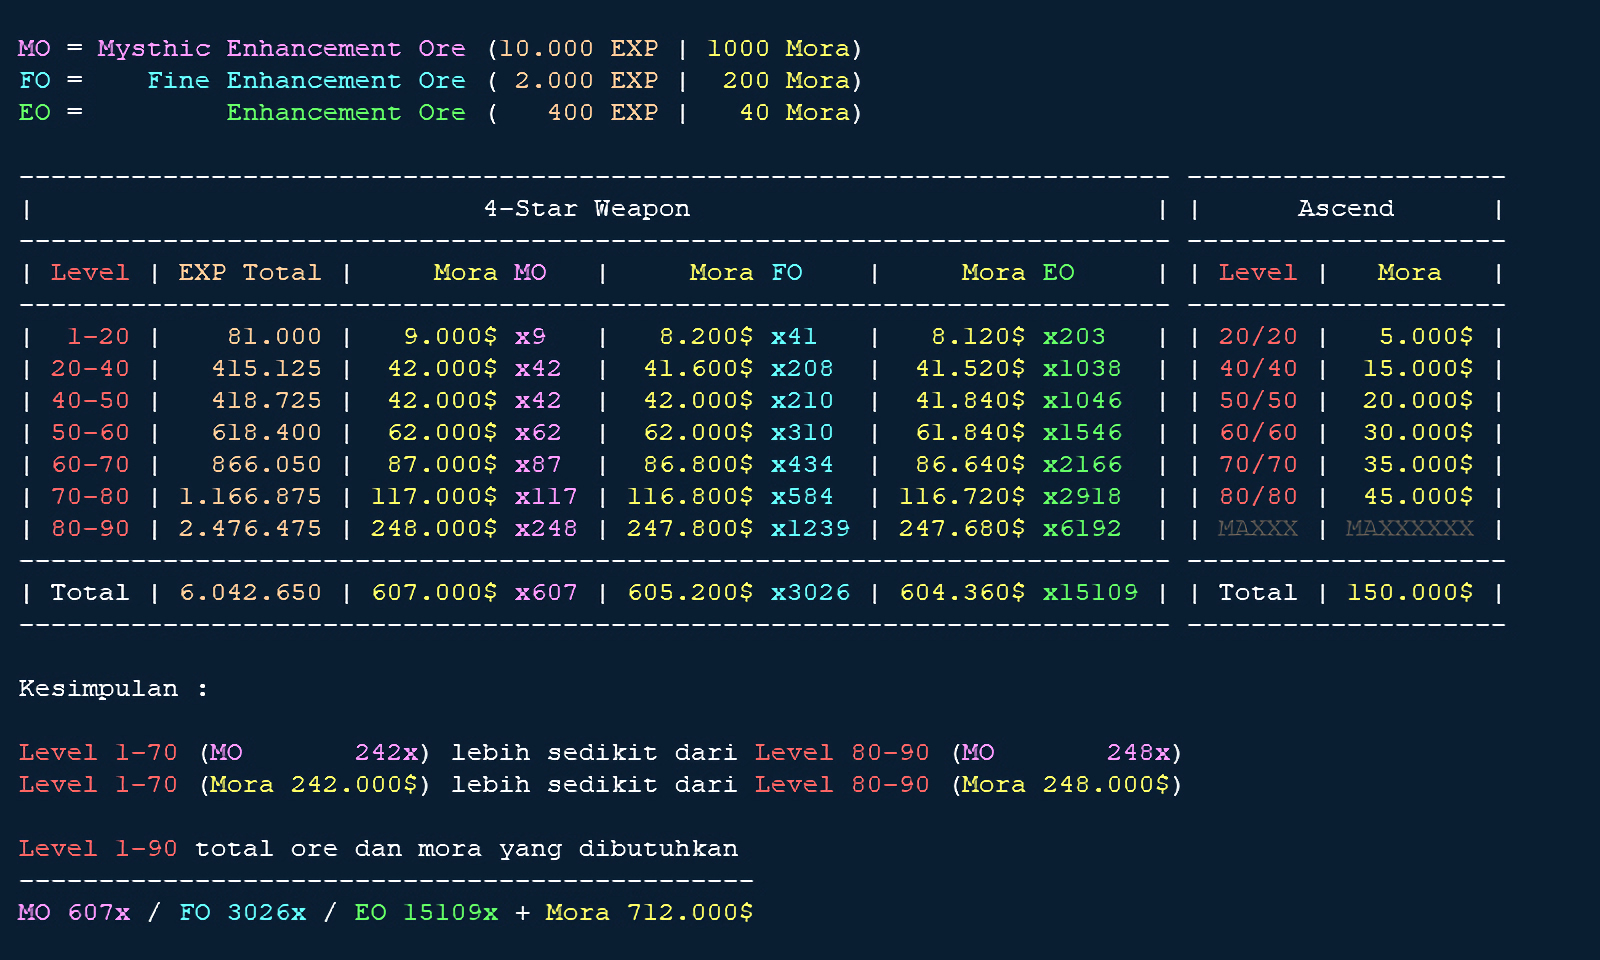 MO = Mysthic Enhancement Ore (10.000 EXP | 1000 Mora)
FO =    Fine Enhancement Ore ( 2.000 EXP |  200 Mora)
EO =         Enhancement Ore (   400 EXP |   40 Mora)
------------------------------------------------------------------------ --------------------
|                            4-Star Weapon                             | |      Ascend      |
------------------------------------------------------------------------ --------------------
| Level | EXP Total |     Mora MO   |     Mora FO    |     Mora EO     | | Level |   Mora   |
------------------------------------------------------------------------ --------------------
|  1-20 |    81.000 |   9.000$ x9   |   8.200$ x41   |   8.120$ x203   | | 20/20 |   5.000$ |
| 20-40 |   415.125 |  42.000$ x42  |  41.600$ x208  |  41.520$ x1038  | | 40/40 |  15.000$ |
| 40-50 |   418.725 |  42.000$ x42  |  42.000$ x210  |  41.840$ x1046  | | 50/50 |  20.000$ |
| 50-60 |   618.400 |  62.000$ x62  |  62.000$ x310  |  61.840$ x1546  | | 60/60 |  30.000$ |
| 60-70 |   866.050 |  87.000$ x87  |  86.800$ x434  |  86.640$ x2166  | | 70/70 |  35.000$ |
| 70-80 | 1.166.875 | 117.000$ x117 | 116.800$ x584  | 116.720$ x2918  | | 80/80 |  45.000$ |
| 80-90 | 2.476.475 | 248.000$ x248 | 247.800$ x1239 | 247.680$ x6192  | | MAXXX | MAXXXXXX |
------------------------------------------------------------------------ --------------------
| Total | 6.042.650 | 607.000$ x607 | 605.200$ x3026 | 604.360$ x15109 | | Total | 150.000$ |
------------------------------------------------------------------------ --------------------
Kesimpulan :
Level 1-70 (MO       242x) lebih sedikit dari Level 80-90 (MO       248x)
Level 1-70 (Mora 242.000$) lebih sedikit dari Level 80-90 (Mora 248.000$)
Level 1-90 total ore dan mora yang dibutuhkan
----------------------------------------------
MO 607x / FO 3026x / EO 15109x + Mora 712.000$